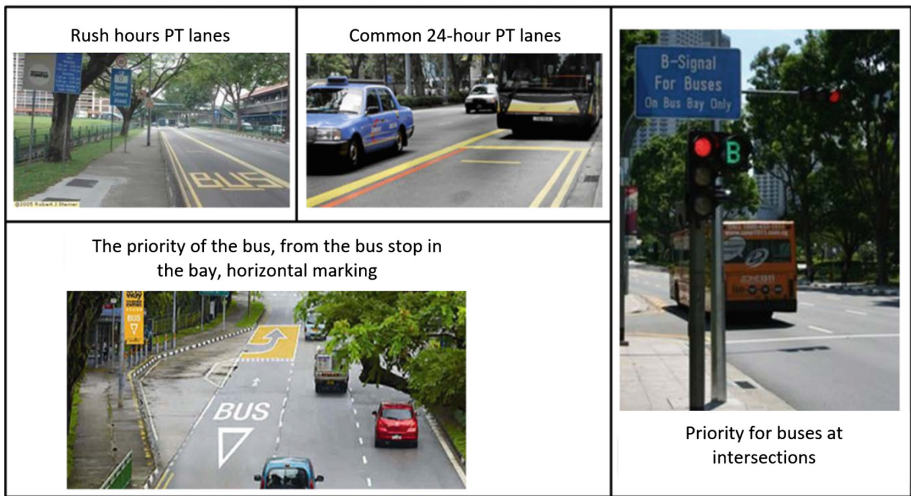 Rush hours PT lanes
BUS
©2005 Robert J. Steiner
Common 24-hour PT lanes
The priority of the bus, from the bus stop in
the bay, horizontal marking
BUS
BUS
B-Signal
For Buses
On Bus Bay Only
B
Priority for buses at
intersections